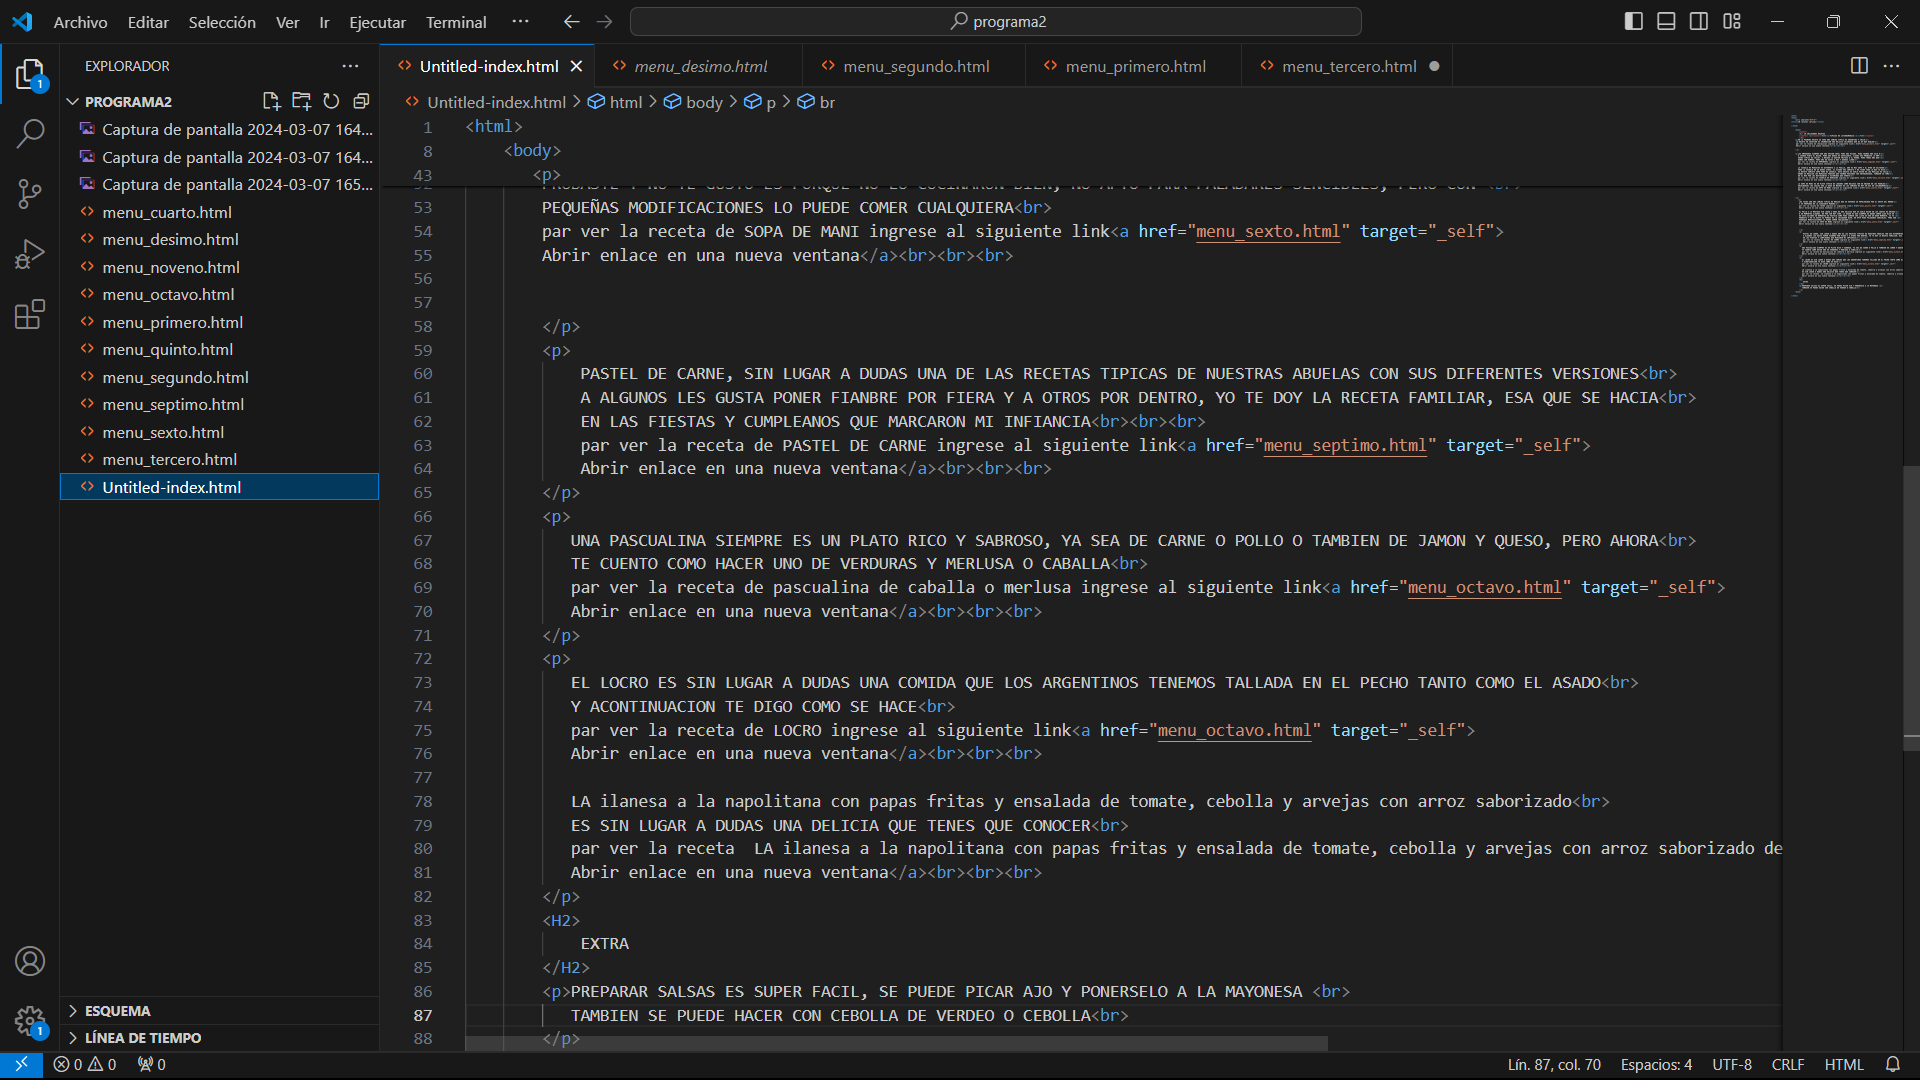 Archivo Editar Selección Ver Ir Ejecutar Terminal ··· programa2
EXPLORADOR
PROGRAMA2
Captura de pantalla 2024-03-07 164...
Captura de pantalla 2024-03-07 164...
Captura de pantalla 2024-03-07 165...
menu_cuarto.html
menu_desimo.html
menu_noveno.html
menu_octavo.html
menu_primero.html
menu_quinto.html
menu_segundo.html
menu_septimo.html
menu_sexto.html
menu_tercero.html
Untitled-index.html
ESQUEMA
LÍNEA DE TIEMPO
1
1
Untitled-index.html menu_desimo.html menu_segundo.html menu_primero.html menu_tercero.html
Untitled-index.html > html > body > p > br
1 <html>
8 <body>
43 <p>
53 PEQUEÑAS MODIFICACIONES LO PUEDE COMER CUALQUIERA<br>
54 par ver la receta de SOPA DE MANI ingrese al siguiente link<a href="menu_sexto.html" target="_self">
55 Abrir enlace en una nueva ventana</a><br><br><br>
56
57
58 </p>
59 <p>
60 PASTEL DE CARNE, SIN LUGAR A DUDAS UNA DE LAS RECETAS TIPICAS DE NUESTRAS ABUELAS CON SUS DIFERENTES VERSIONES<br>
61 A ALGUNOS LES GUSTA PONER FIANBRE POR FIERA Y A OTROS POR DENTRO, YO TE DOY LA RECETA FAMILIAR, ESA QUE SE HACIA<br>
62 EN LAS FIESTAS Y CUMPLEANOS QUE MARCARON MI INFIANCIA<br><br><br>
63 par ver la receta de PASTEL DE CARNE ingrese al siguiente link<a href="menu_septimo.html" target="_self">
64 Abrir enlace en una nueva ventana</a><br><br><br>
65 </p>
66 <p>
67 UNA PASCUALINA SIEMPRE ES UN PLATO RICO Y SABROSO, YA SEA DE CARNE O POLLO O TAMBIEN DE JAMON Y QUESO, PERO AHORA<br>
68 TE CUENTO COMO HACER UNO DE VERDURAS Y MERLUSA O CABALLA<br>
69 par ver la receta de pascualina de caballa o merlusa ingrese al siguiente link<a href="menu_octavo.html" target="_self">
70 Abrir enlace en una nueva ventana</a><br><br><br>
71 </p>
72 <p>
73 EL LOCRO ES SIN LUGAR A DUDAS UNA COMIDA QUE LOS ARGENTINOS TENEMOS TALLADA EN EL PECHO TANTO COMO EL ASADO<br>
74 Y ACONTINUACION TE DIGO COMO SE HACE<br>
75 par ver la receta de LOCRO ingrese al siguiente link<a href="menu_octavo.html" target="_self">
76 Abrir enlace en una nueva ventana</a><br><br><br>
77
78 LA ilanesa a la napolitana con papas fritas y ensalada de tomate, cebolla y arvejas con arroz saborizado<br>
79 ES SIN LUGAR A DUDAS UNA DELICIA QUE TENES QUE CONOCER<br>
80 par ver la receta  LA ilanesa a la napolitana con papas fritas y ensalada de tomate, cebolla y arvejas con arroz saborizado de
81 Abrir enlace en una nueva ventana</a><br><br><br>
82 </p>
83 <H2>
84 EXTRA
85 </H2>
86 <p>PREPARAR SALSAS ES SUPER FACIL, SE PUEDE PICAR AJO Y PONERSELO A LA MAYONESA <br>
87 TAMBIEN SE PUEDE HACER CON CEBOLLA DE VERDEO O CEBOLLA<br>
88 </p>
0 0 0 Lín. 87, col. 70 Espacios: 4 UTF-8 CRLF HTML